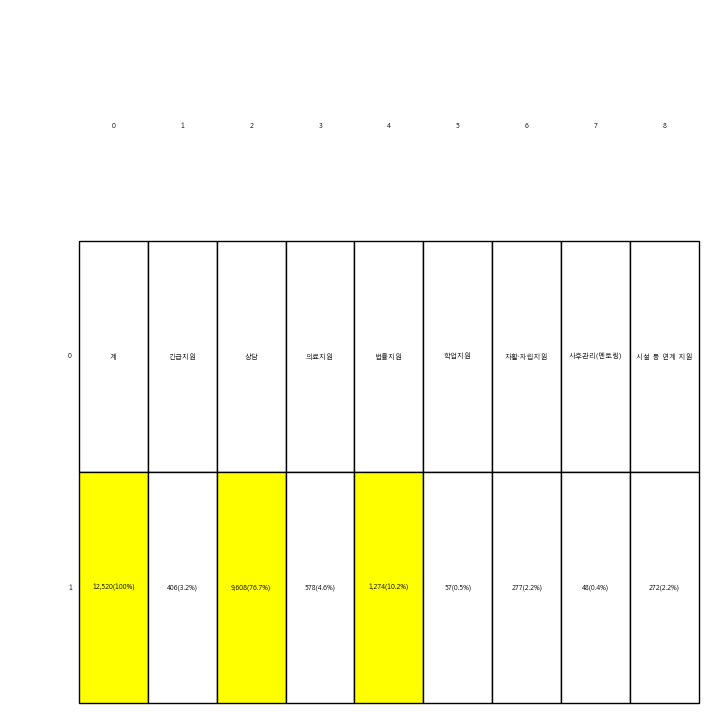 0 1 2 3 4 5 6 7 8
0 계 긴급지원 상담 의료지원 법률지원 학업지원 자활·자립지원 사후관리(멘토링) 시설 등 연계 지원
1 12,520(100%) 406(3.2%) 9,608(76.7%) 578(4.6%) 1,274(10.2%) 57(0.5%) 277(2.2%) 48(0.4%) 272(2.2%)